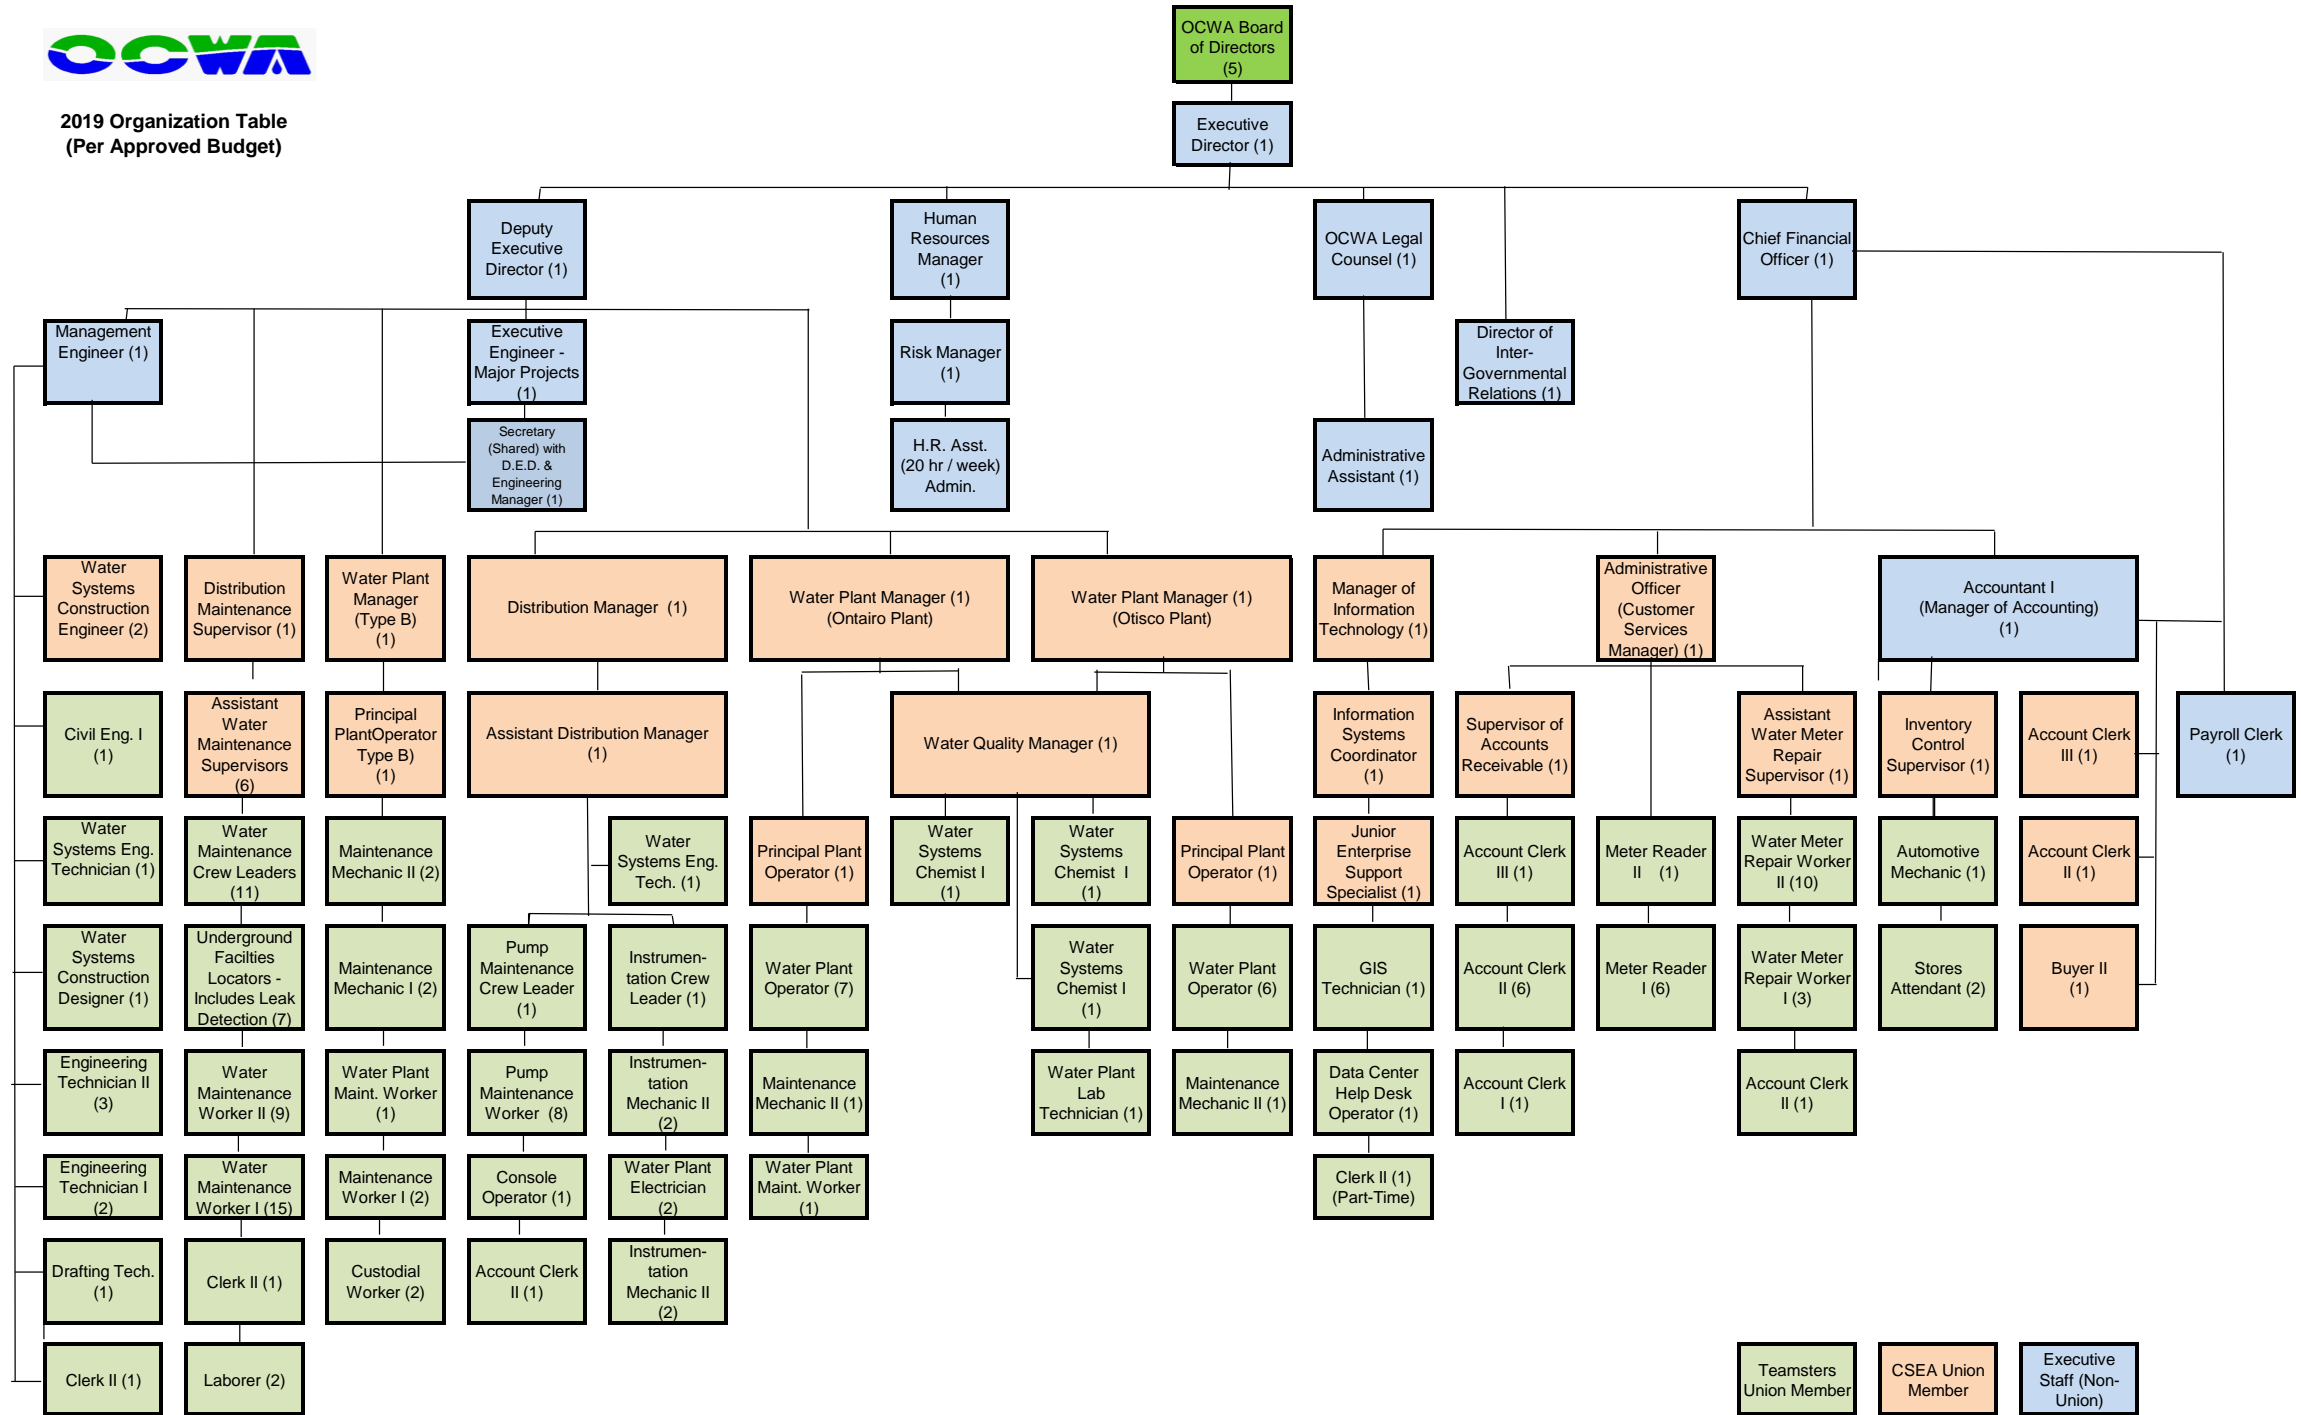 OCWA
2019 Organization Table
(Per Approved Budget)
OCWA Board
of Directors
(5)
Executive
Director (1)
Deputy
Executive
Director (1)
Human
Resources
Manager
(1)
OCWA Legal
Counsel (1)
Chief Financial
Officer (1)
Management
Engineer (1)
Executive
Engineer -
Major Projects
(1)
Risk Manager
(1)
Director of
Inter-
Governmental
Relations (1)
Secretary
(Shared) with
D.E.D. &
Engineering
Manager (1)
H.R. Asst.
(20 hr / week)
Admin.
Administrative
Assistant (1)
Water
Systems
Construction
Engineer (2)
Distribution
Maintenance
Supervisor (1)
Water Plant
Manager
(Type B)
(1)
Distribution Manager (1)
Water Plant Manager (1)
(Ontairo Plant)
Water Plant Manager (1)
(Otisco Plant)
Manager of
Information
Technology (1)
Administrative
Officer
(Customer
Services
Manager) (1)
Accountant I
(Manager of Accounting)
(1)
Civil Eng. I
(1)
Assistant
Water
Maintenance
Supervisors
(6)
Principal
PlantOperator
Type B)
(1)
Assistant Distribution Manager
(1)
Water Quality Manager (1)
Information
Systems
Coordinator
(1)
Supervisor of
Accounts
Receivable (1)
Assistant
Water Meter
Repair
Supervisor (1)
Inventory
Control
Supervisor (1)
Account Clerk
III (1)
Payroll Clerk
(1)
Water
Systems Eng.
Technician (1)
Water
Maintenance
Crew Leaders
(11)
Maintenance
Mechanic II (2)
Water
Systems Eng.
Tech. (1)
Principal Plant
Operator (1)
Water
Systems
Chemist I
(1)
Water
Systems
Chemist I
(1)
Principal Plant
Operator (1)
Junior
Enterprise
Support
Specialist (1)
Account Clerk
III (1)
Meter Reader
II (1)
Water Meter
Repair Worker
II (10)
Automotive
Mechanic (1)
Account Clerk
II (1)
Water
Systems
Construction
Designer (1)
Underground
Facilties
Locators -
Includes Leak
Detection (7)
Maintenance
Mechanic I (2)
Pump
Maintenance
Crew Leader
(1)
Instrumen-
tation Crew
Leader (1)
Water Plant
Operator (7)
Water
Systems
Chemist I
(1)
Water Plant
Operator (6)
GIS
Technician (1)
Account Clerk
II (6)
Meter Reader
I (6)
Water Meter
Repair Worker
I (3)
Stores
Attendant (2)
Buyer II
(1)
Engineering
Technician II
(3)
Water
Maintenance
Worker II (9)
Water Plant
Maint. Worker
(1)
Pump
Maintenance
Worker (8)
Instrumen-
tation
Mechanic II
(2)
Maintenance
Mechanic II (1)
Water Plant
Lab
Technician (1)
Maintenance
Mechanic II (1)
Data Center
Help Desk
Operator (1)
Account Clerk
I (1)
Account Clerk
II (1)
Engineering
Technician I
(2)
Water
Maintenance
Worker I (15)
Maintenance
Worker I (2)
Console
Operator (1)
Water Plant
Electrician
(2)
Water Plant
Maint. Worker
(1)
Clerk II (1)
(Part-Time)
Drafting Tech.
(1)
Clerk II (1)
Custodial
Worker (2)
Account Clerk
II (1)
Instrumen-
tation
Mechanic II
(2)
Clerk II (1)
Laborer (2)
Teamsters
Union Member
CSEA Union
Member
Executive
Staff (Non-
Union)